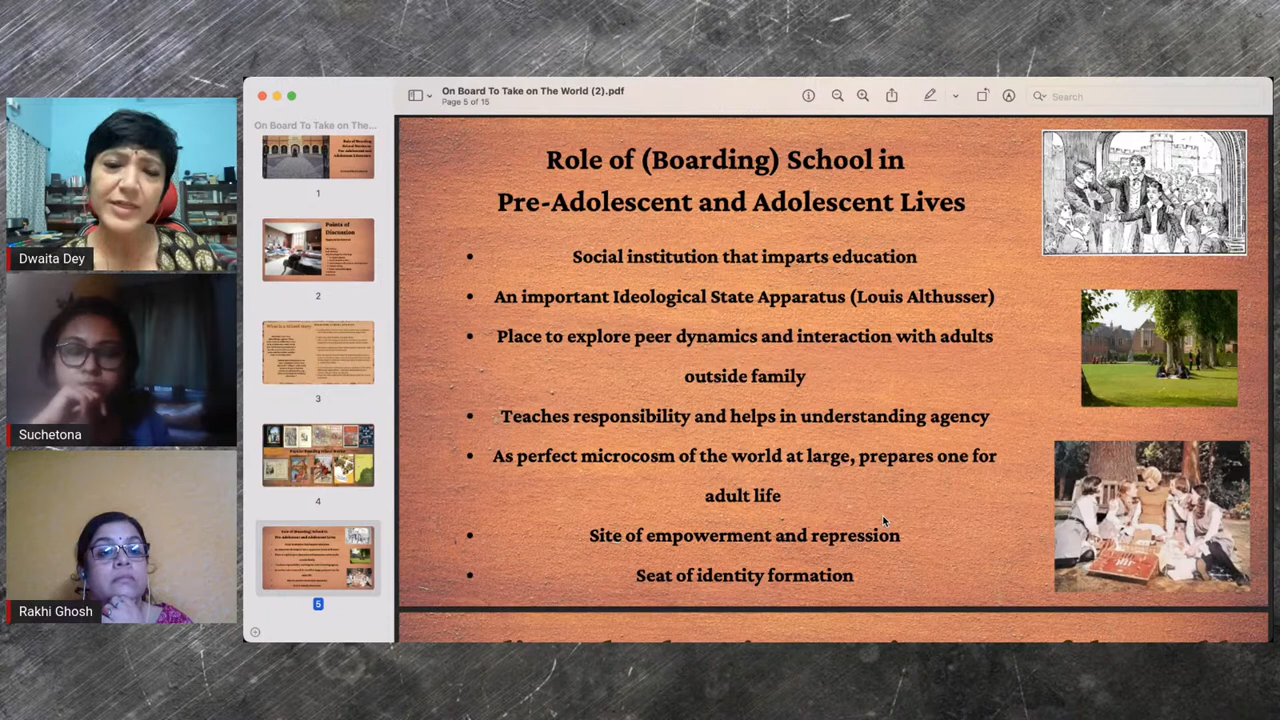 On Board To Take on The World (2).pdf
Page 5 of 15
Search
On Board To Take on The...
1
Points of
Discussion
2
3
4
5
Role of (Boarding) School in
Pre-Adolescent and Adolescent Lives
• Social institution that imparts education
• An important Ideological State Apparatus (Louis Althusser)
• Place to explore peer dynamics and interaction with adults
outside family
• Teaches responsibility and helps in understanding agency
• As perfect microcosm of the world at large, prepares one for
adult life
• Site of empowerment and repression
• Seat of identity formation
Dwaita Dey
Suchetona
Rakhi Ghosh